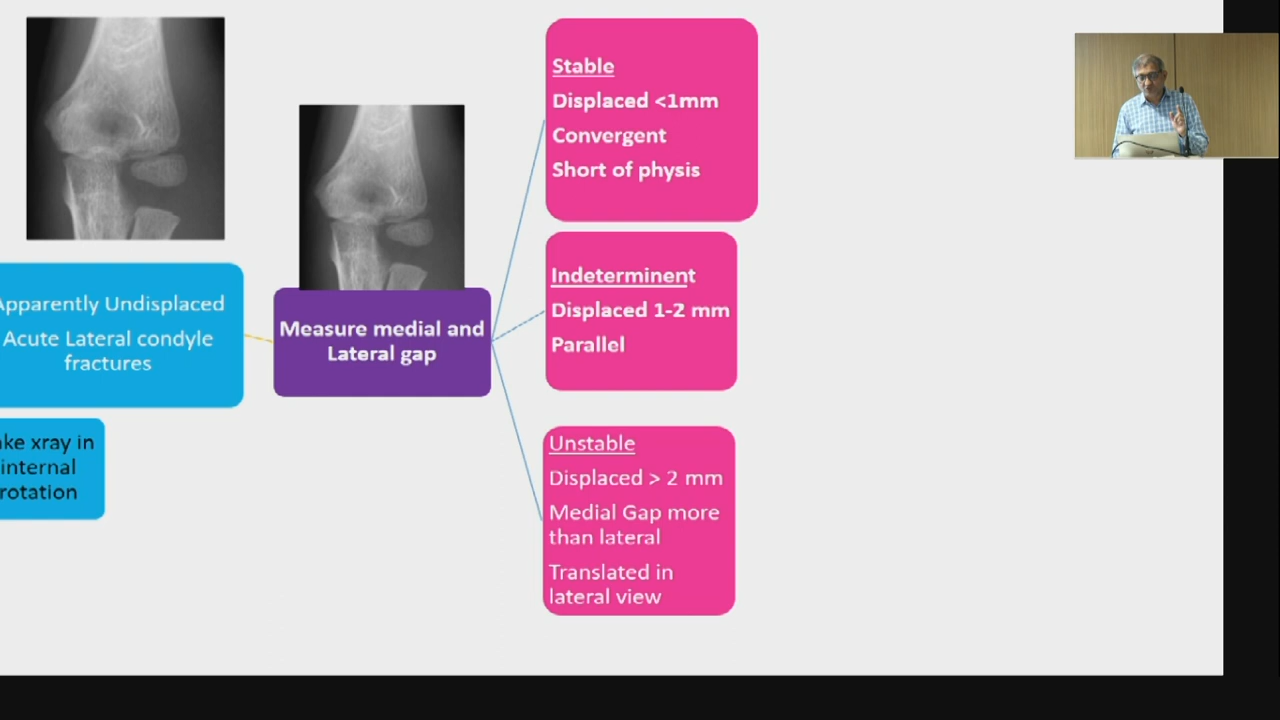 Apparently Undisplaced
Acute Lateral condyle
fractures
xray in
internal
rotation
Measure medial and
Lateral gap
Stable
Displaced <1mm
Convergent
Short of physis
Indeterminent
Displaced 1-2 mm
Parallel
Unstable
Displaced > 2 mm
Medial Gap more
than lateral
Translated in
lateral view